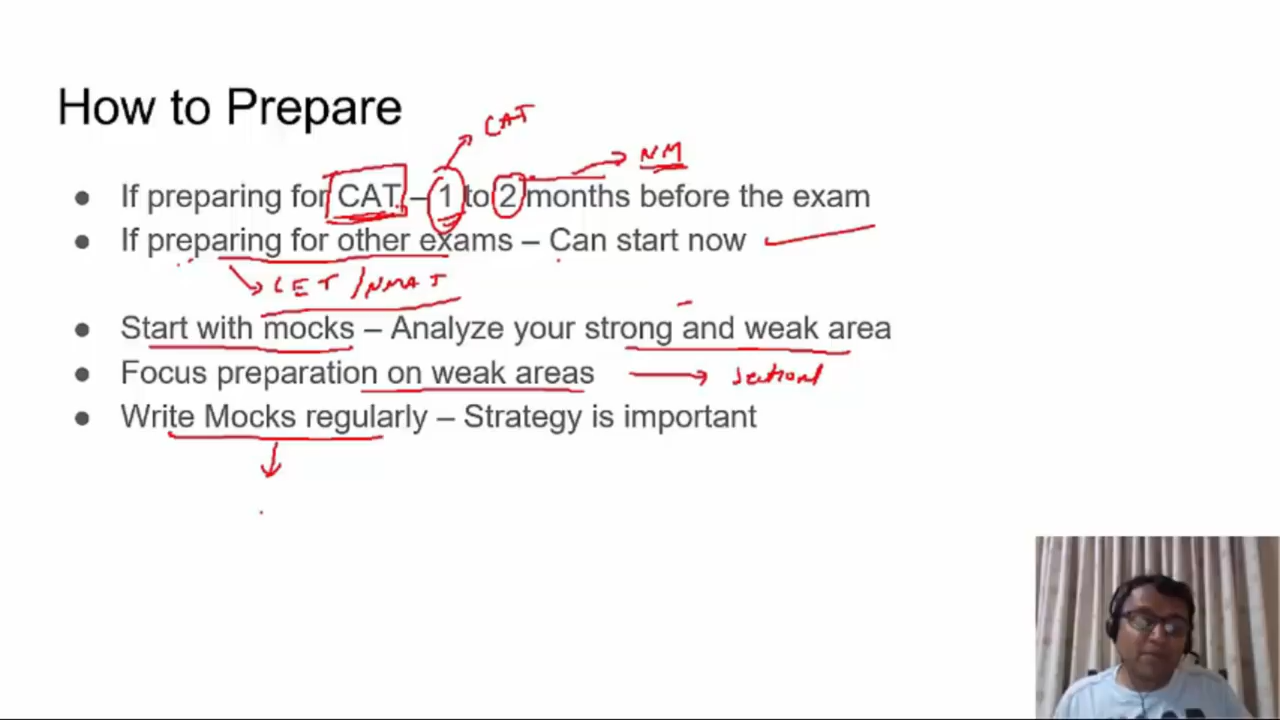 How to Prepare
CAT
NM
● If preparing for CAT – 1 to 2 months before the exam
● If preparing for other exams – Can start now
CET / NMAT
● Start with mocks – Analyze your strong and weak area
● Focus preparation on weak areas
● Write Mocks regularly – Strategy is important